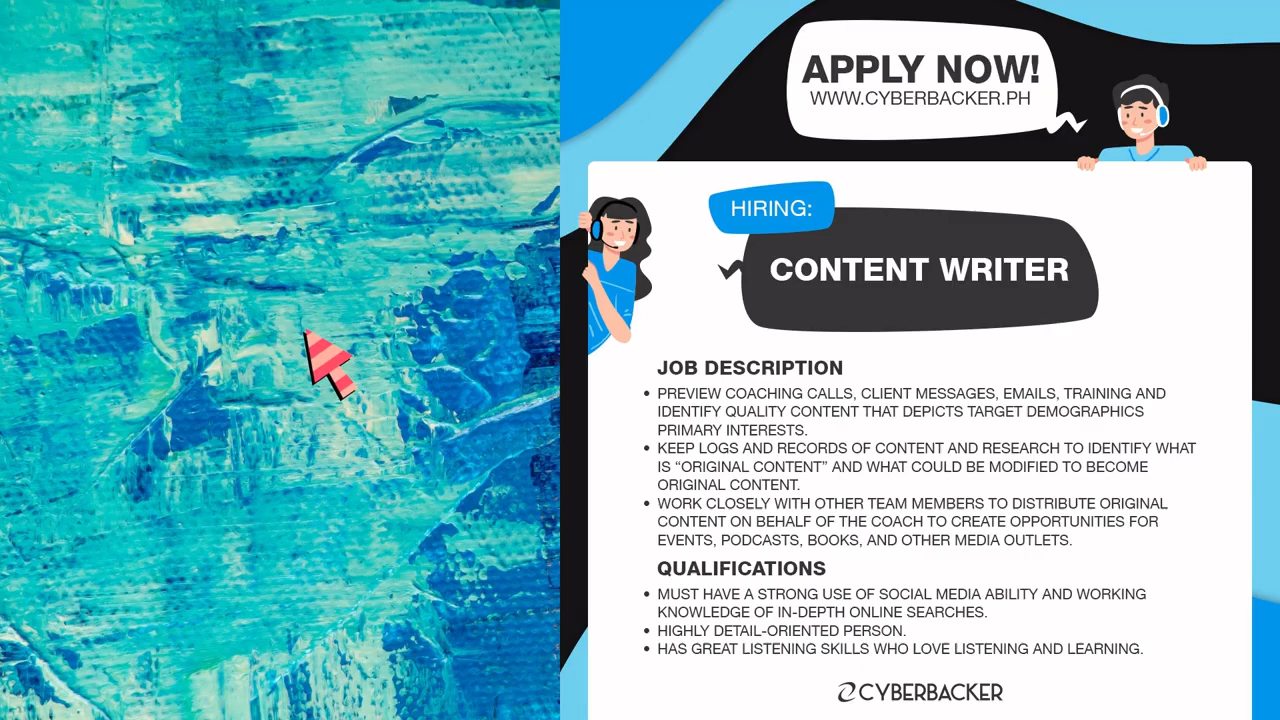 APPLY NOW!
WWW.CYBERBACKER.PH
HIRING:
CONTENT WRITER
JOB DESCRIPTION
• PREVIEW COACHING CALLS, CLIENT MESSAGES, EMAILS, TRAINING AND
IDENTIFY QUALITY CONTENT THAT DEPICTS TARGET DEMOGRAPHICS
PRIMARY INTERESTS.
• KEEP LOGS AND RECORDS OF CONTENT AND RESEARCH TO IDENTIFY WHAT
IS “ORIGINAL CONTENT” AND WHAT COULD BE MODIFIED TO BECOME
ORIGINAL CONTENT.
• WORK CLOSELY WITH OTHER TEAM MEMBERS TO DISTRIBUTE ORIGINAL
CONTENT ON BEHALF OF THE COACH TO CREATE OPPORTUNITIES FOR
EVENTS, PODCASTS, BOOKS, AND OTHER MEDIA OUTLETS.
QUALIFICATIONS
• MUST HAVE A STRONG USE OF SOCIAL MEDIA ABILITY AND WORKING
KNOWLEDGE OF IN-DEPTH ONLINE SEARCHES.
• HIGHLY DETAIL-ORIENTED PERSON.
• HAS GREAT LISTENING SKILLS WHO LOVE LISTENING AND LEARNING.
CYBERBACKER